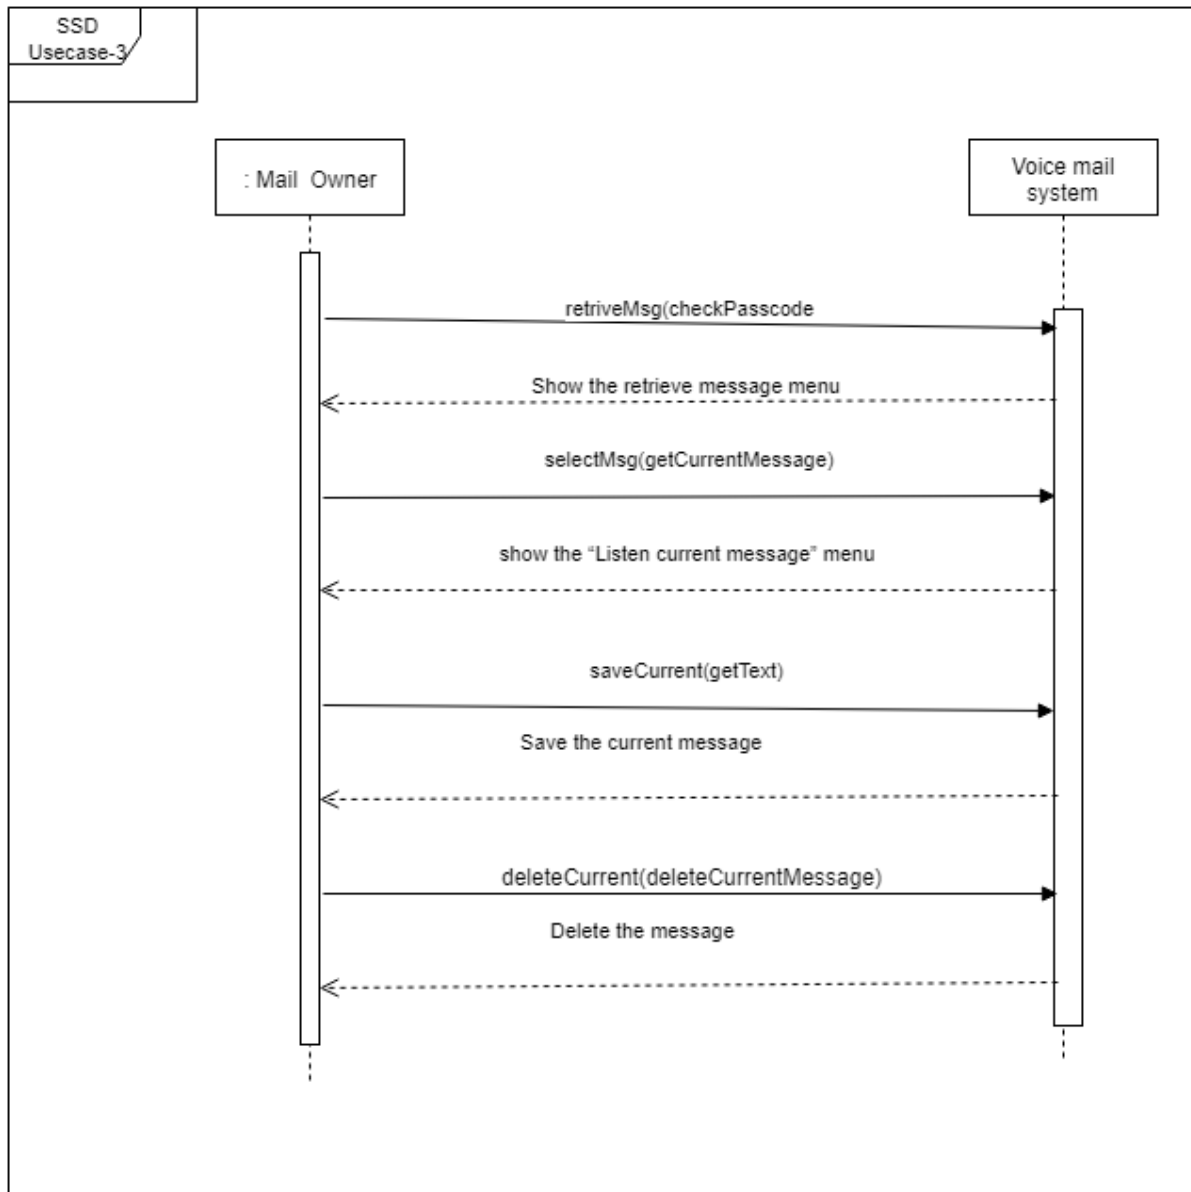 SSD
Usecase-3
: Mail Owner
Voice mail
system
retriveMsg(checkPasscode
Show the retrieve message menu
selectMsg(getCurrentMessage)
show the “Listen current message” menu
saveCurrent(getText)
Save the current message
deleteCurrent(deleteCurrentMessage)
Delete the message